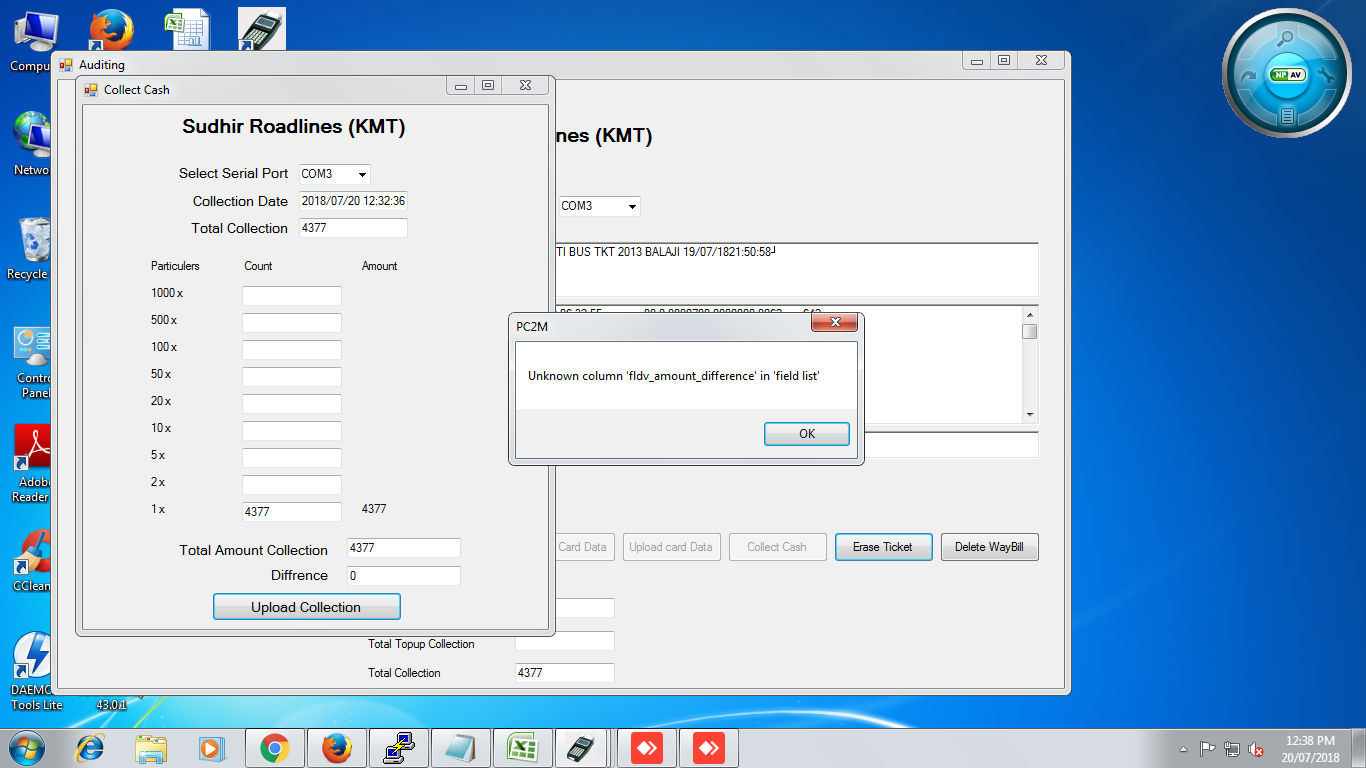 Compu
Auditing
Collect Cash
NP AV
Sudhir Roadlines (KMT)
nes (KMT)
Select Serial Port COM3
COM3
Collection Date 2018/07/20 12:32:36
Total Collection 4377
TI BUS TKT 2013 BALAJI 19/07/1821:50:58
Netwo
Particulers Count Amount
Recycle
1000 x
500 x
100 x
50 x
20 x
10 x
5 x
2 x
1 x 4377 4377
PC2M
Unknown column 'fldv_amount_difference' in 'field list'
OK
Contro
Panel
Adobe
Reader
CClean
Total Amount Collection 4377
Diffrence 0
Upload Collection
Card Data
Upload card Data
Collect Cash
Erase Ticket
Delete WayBill
Total Topup Collection
Total Collection 4377
DAEMO
Tools Lite
43.0.1
12:38 PM
20/07/2018